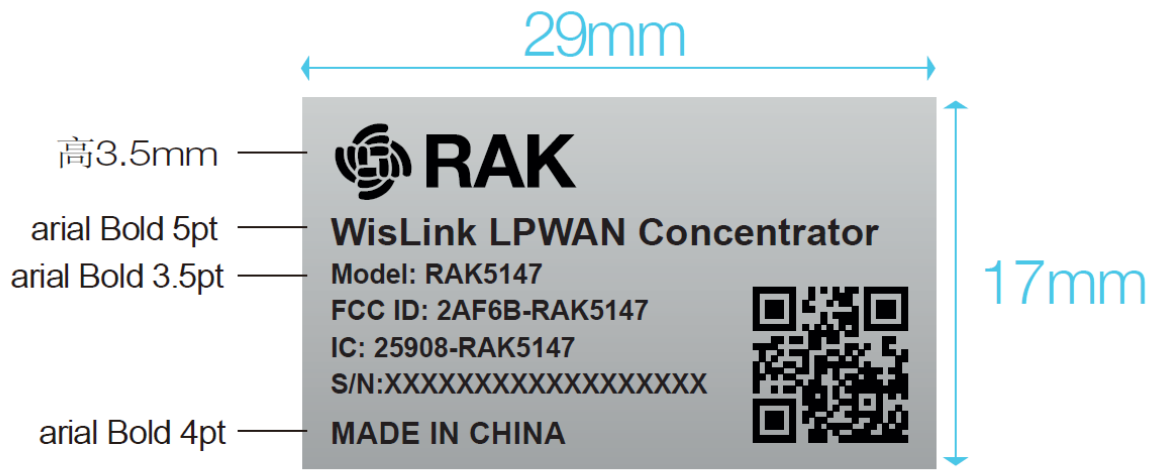 29mm
高3.5mm
RAK
arial Bold 5pt
WisLink LPWAN Concentrator
arial Bold 3.5pt
Model: RAK5147
FCC ID: 2AF6B-RAK5147
IC: 25908-RAK5147
S/N:XXXXXXXXXXXXXXXXXX
17mm
arial Bold 4pt
MADE IN CHINA